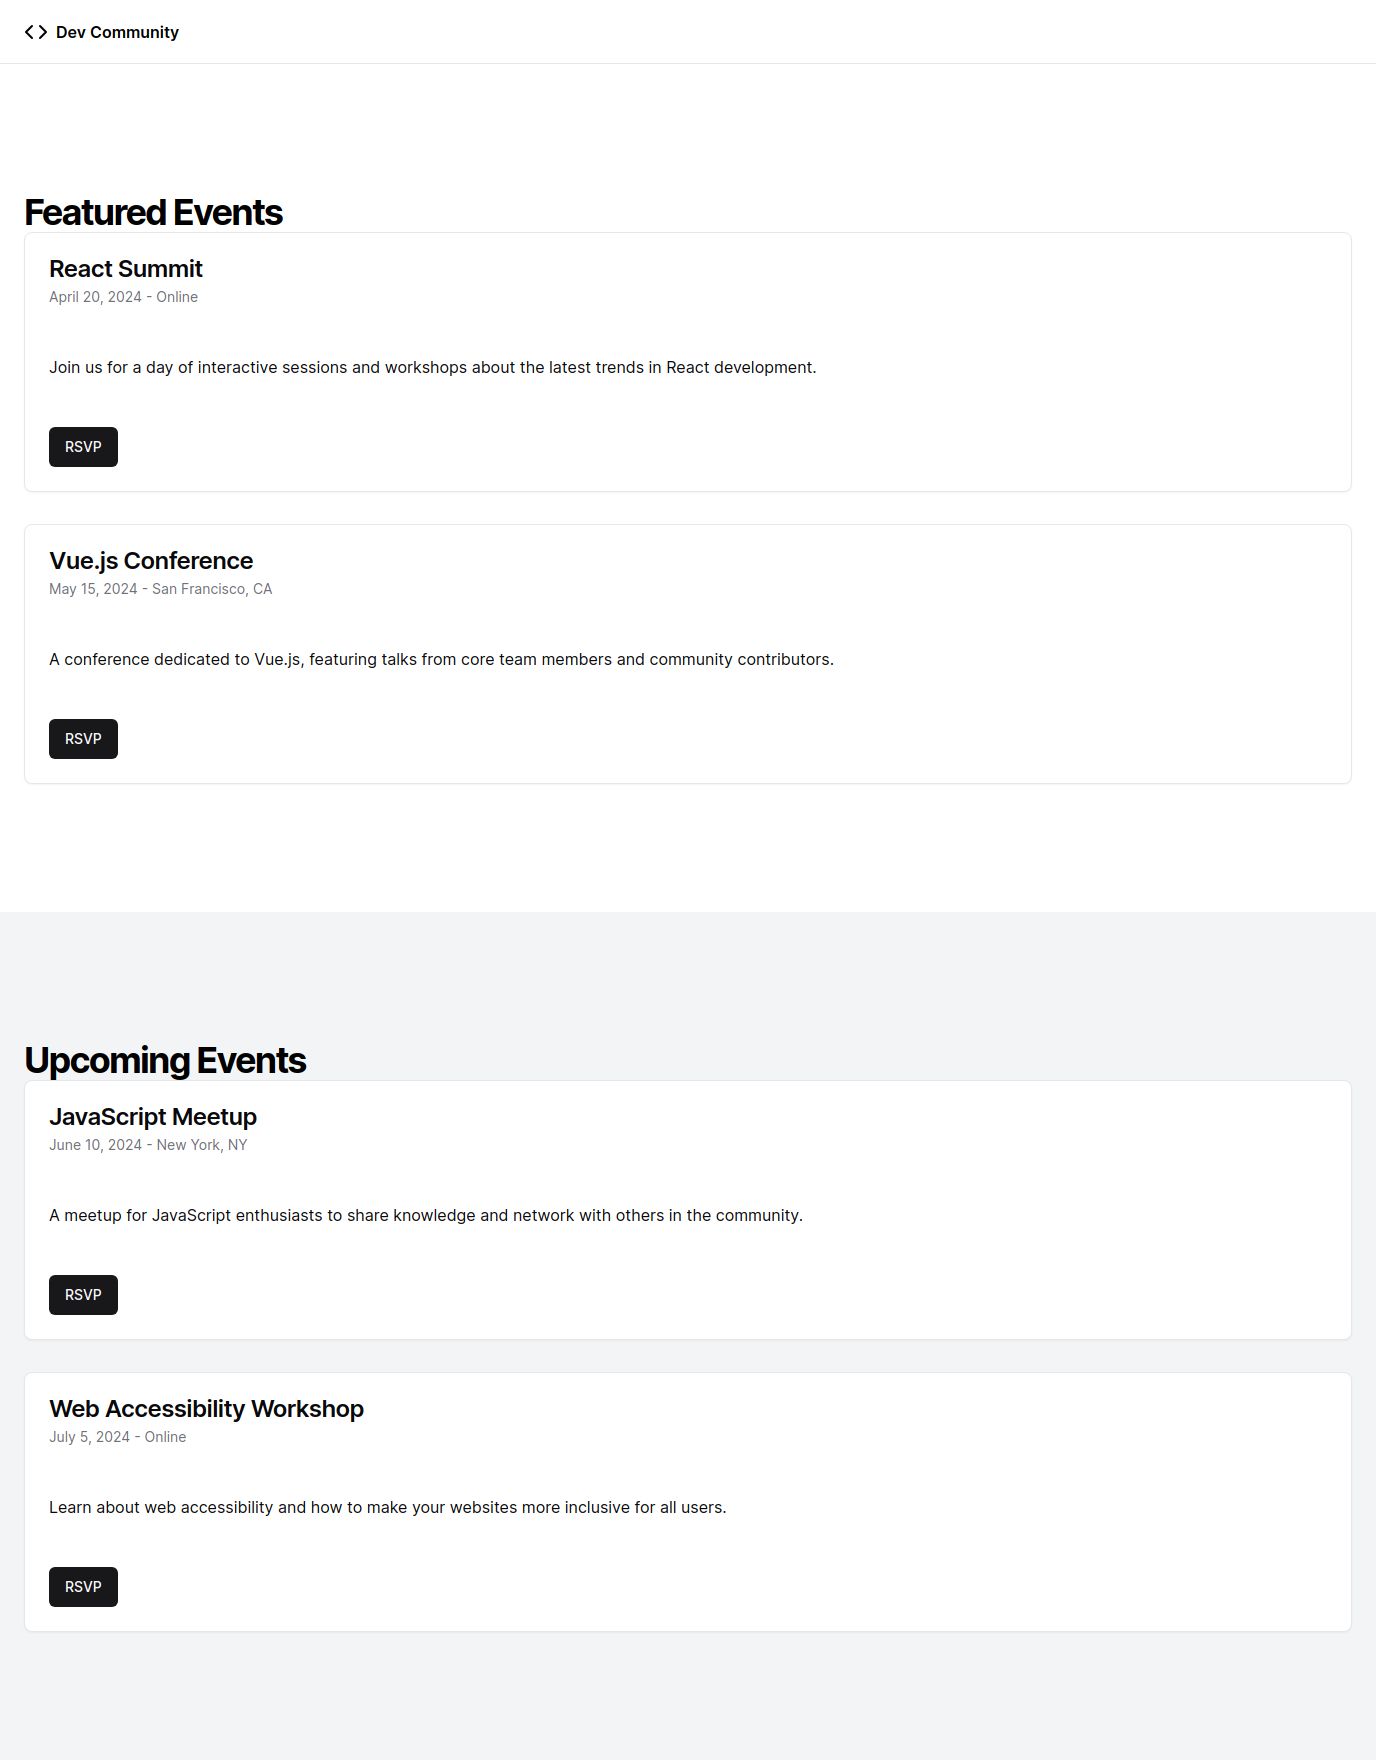 Dev Community
Featured Events
React Summit
April 20, 2024 - Online
Join us for a day of interactive sessions and workshops about the latest trends in React development.
RSVP
Vue.js Conference
May 15, 2024 - San Francisco, CA
A conference dedicated to Vue.js, featuring talks from core team members and community contributors.
RSVP
Upcoming Events
JavaScript Meetup
June 10, 2024 - New York, NY
A meetup for JavaScript enthusiasts to share knowledge and network with others in the community.
RSVP
Web Accessibility Workshop
July 5, 2024 - Online
Learn about web accessibility and how to make your websites more inclusive for all users.
RSVP